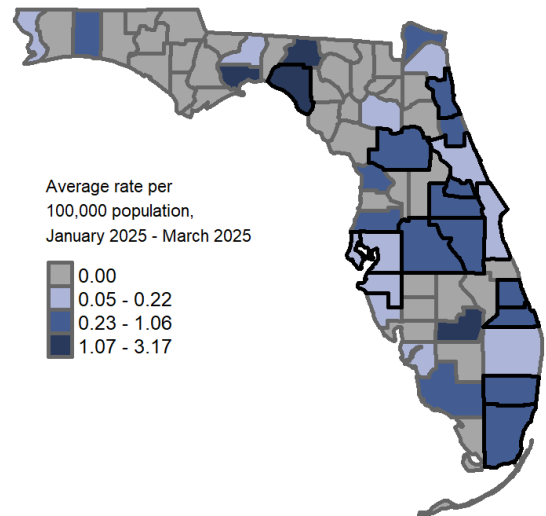 Average rate per
100,000 population,
January 2025 - March 2025
0.00
0.05 - 0.22
0.23 - 1.06
1.07 - 3.17